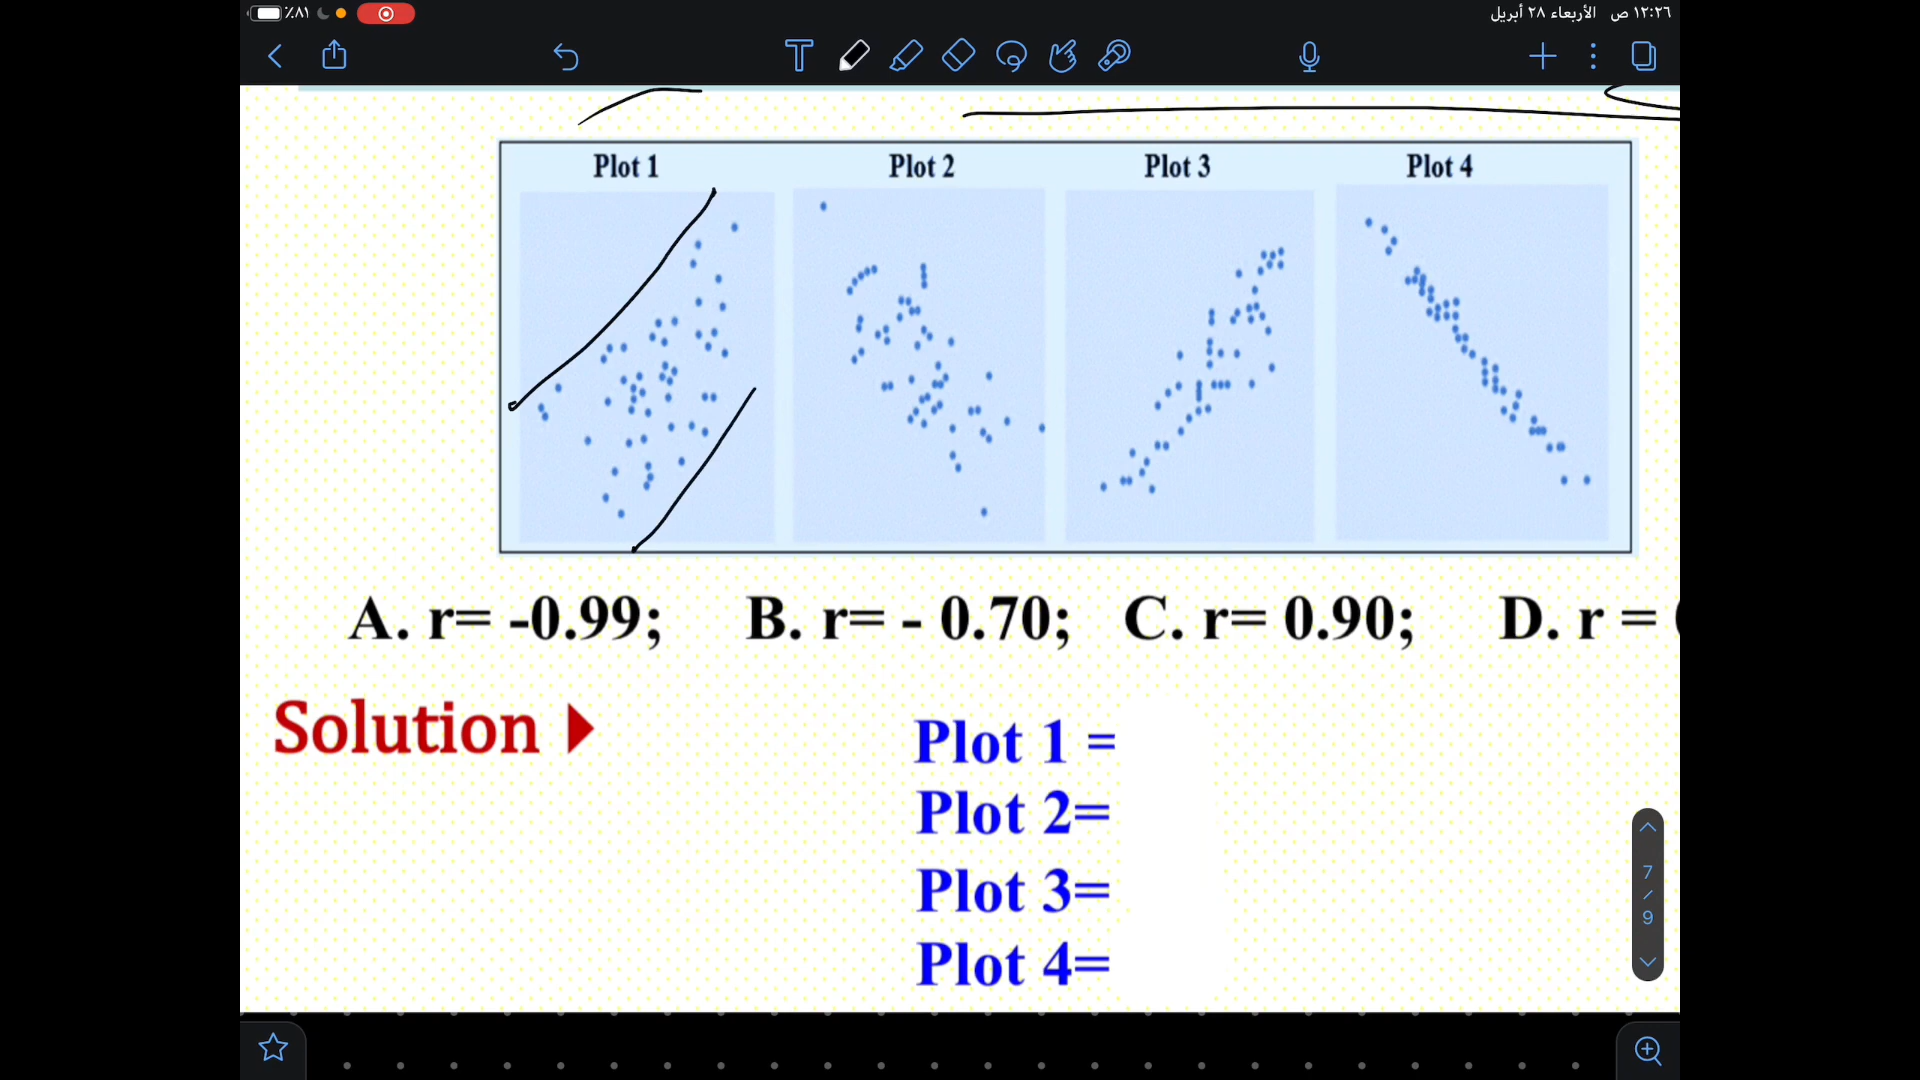 ٪٨١
١٢:٢٦ ص الأربعاء ٢٨ أبريل
Plot 1 Plot 2 Plot 3 Plot 4
A. r= -0.99; B. r= - 0.70; C. r= 0.90; D. r =
Solution
Plot 1 =
Plot 2=
Plot 3=
Plot 4=
7
/
9